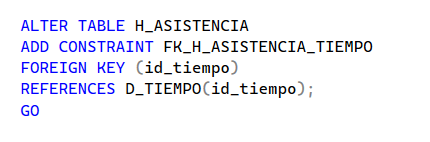 ALTER TABLE H_ASISTENCIA
ADD CONSTRAINT FK_H_ASISTENCIA_TIEMPO
FOREIGN KEY (id_tiempo)
REFERENCES D_TIEMPO(id_tiempo);
GO